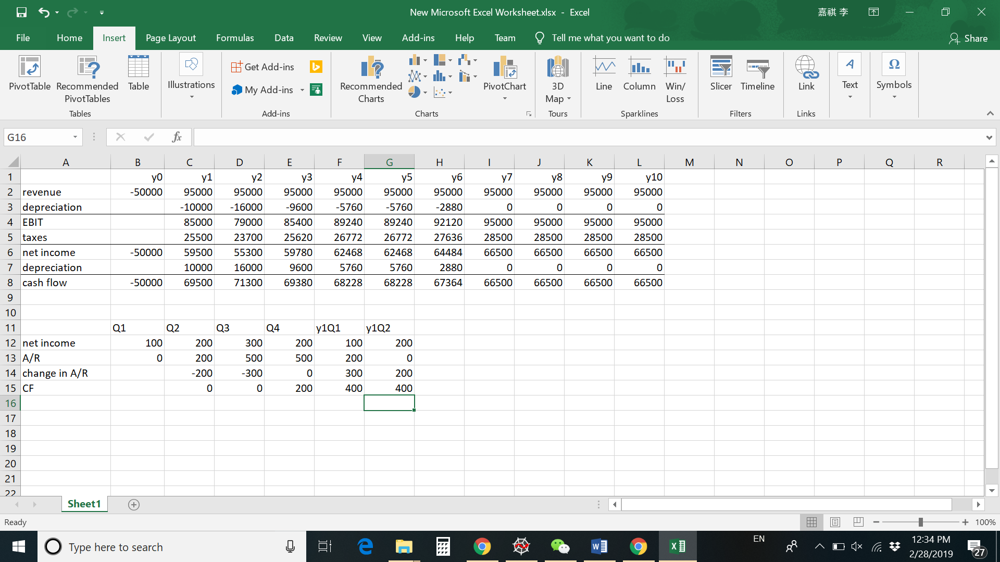 New Microsoft Excel Worksheet.xlsx - Excel
嘉祺 李
File Home Insert Page Layout Formulas Data Review View Add-ins Help Team Tell me what you want to do Share
PivotTable
Recommended PivotTables
Table
Tables
Illustrations
Get Add-ins
My Add-ins
Add-ins
Recommended Charts
PivotChart
Charts
3D Map
Tours
Line
Column
Win/ Loss
Sparklines
Slicer
Timeline
Filters
Link
Links
Text
Symbols
G16
fx
A B C D E F G H I J K L M N O P Q R
1 y0 y1 y2 y3 y4 y5 y6 y7 y8 y9 y10
2 revenue -50000 95000 95000 95000 95000 95000 95000 95000 95000 95000 95000
3 depreciation -10000 -16000 -9600 -5760 -5760 -2880 0 0 0 0
4 EBIT 85000 79000 85400 89240 89240 92120 95000 95000 95000 95000
5 taxes 25500 23700 25620 26772 26772 27636 28500 28500 28500 28500
6 net income -50000 59500 55300 59780 62468 62468 64484 66500 66500 66500 66500
7 depreciation 10000 16000 9600 5760 5760 2880 0 0 0 0
8 cash flow -50000 69500 71300 69380 68228 68228 67364 66500 66500 66500 66500
9
10
11 Q1 Q2 Q3 Q4 y1Q1 y1Q2
12 net income 100 200 300 200 100 200
13 A/R 0 200 500 500 200 0
14 change in A/R -200 -300 0 300 200
15 CF 0 0 200 400 400
16
17
18
19
20
21
22
Sheet1
Ready
100%
Type here to search
EN
12:34 PM
2/28/2019
27